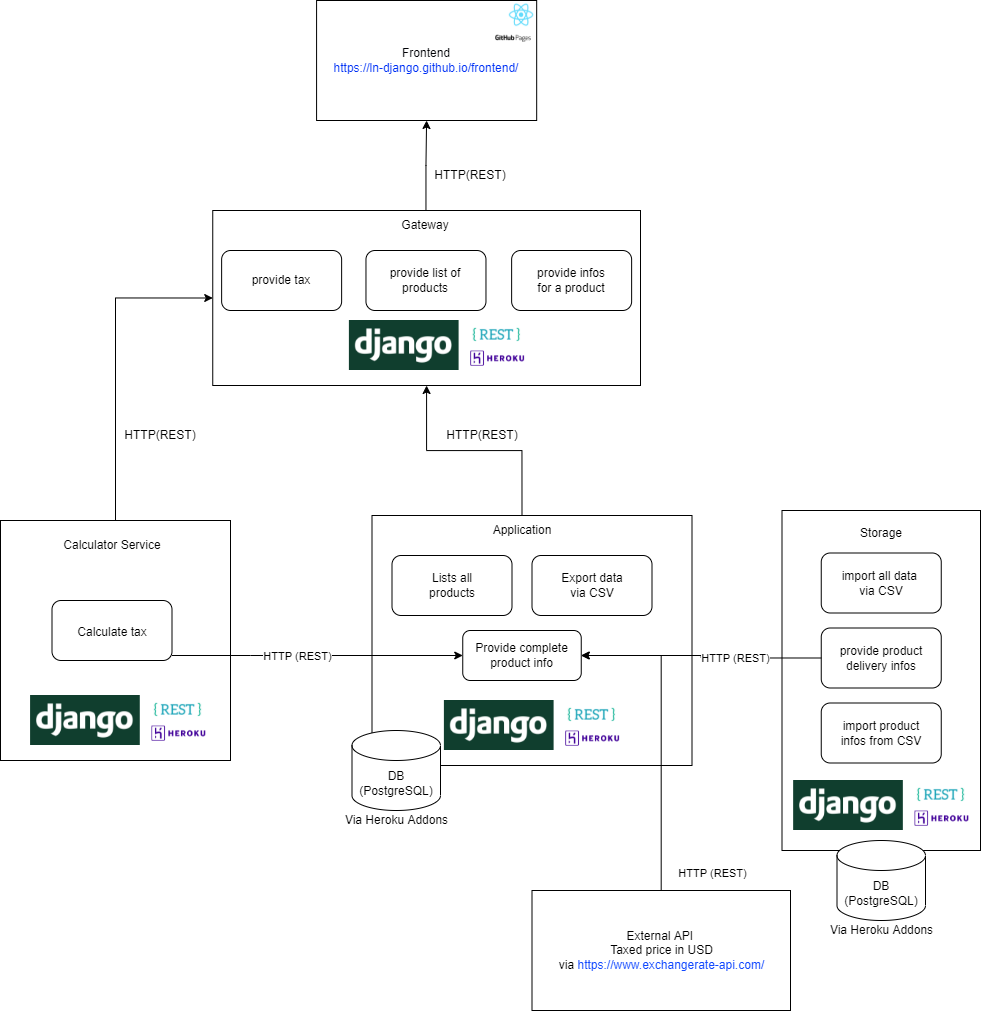 GitHub Pages
Frontend
https://ln-django.github.io/frontend/
HTTP(REST)
Gateway
provide tax
provide list of
products
provide infos
for a product
django
{REST}
HEROKU
HTTP(REST)
HTTP(REST)
Calculator Service
Calculate tax
django
{REST}
HEROKU
HTTP (REST)
Application
Lists all
products
Export data
via CSV
Provide complete
product info
django
{REST}
HEROKU
DB
(PostgreSQL)
Via Heroku Addons
HTTP (REST)
Storage
import all data
via CSV
provide product
delivery infos
import product
infos from CSV
django
{REST}
HEROKU
DB
(PostgreSQL)
Via Heroku Addons
HTTP (REST)
External API
Taxed price in USD
via https://www.exchangerate-api.com/